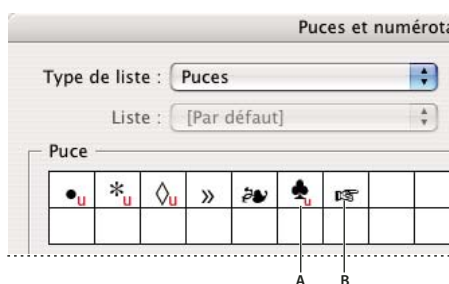 Puces et numérota
Type de liste : Puces
Liste : [Par défaut]
Puce
•u *u ◊u » ❧ ♣u ☞
A B